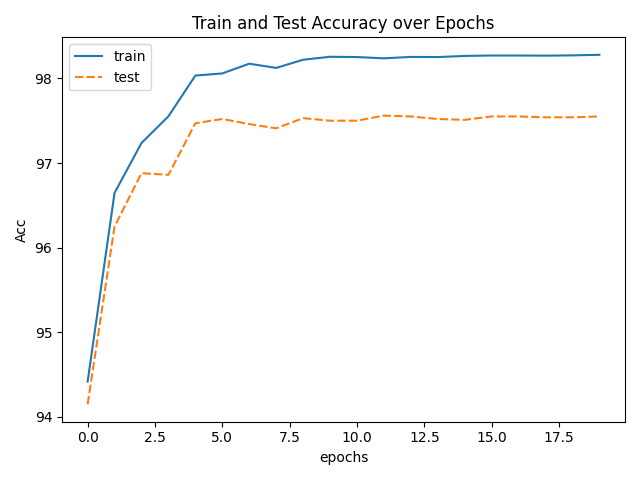 Train and Test Accuracy over Epochs
train
test
Acc
98
97
96
95
94
0.0 2.5 5.0 7.5 10.0 12.5 15.0 17.5
epochs